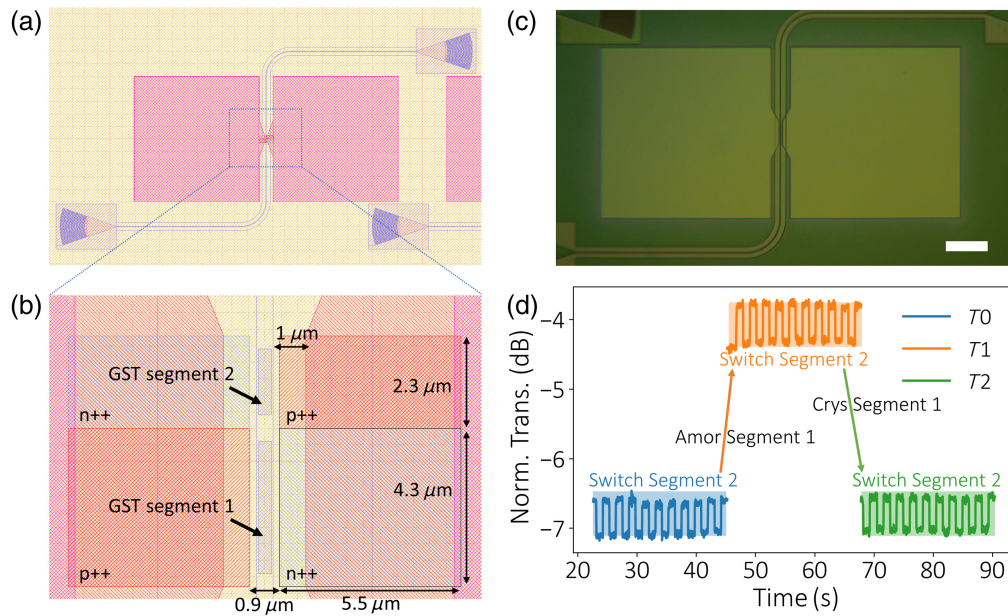 (a)
(b)
GST segment 2
1 μm
n++
p++
2.3 μm
GST segment 1
4.3 μm
p++
n++
0.9 μm
5.5 μm
(c)
(d)
Norm. Trans. (dB)
−4
−5
−6
−7
T0
T1
T2
Switch Segment 2
Crys Segment 1
Amor Segment 1
Switch Segment 2
Switch Segment 2
20 30 40 50 60 70 80 90
Time (s)